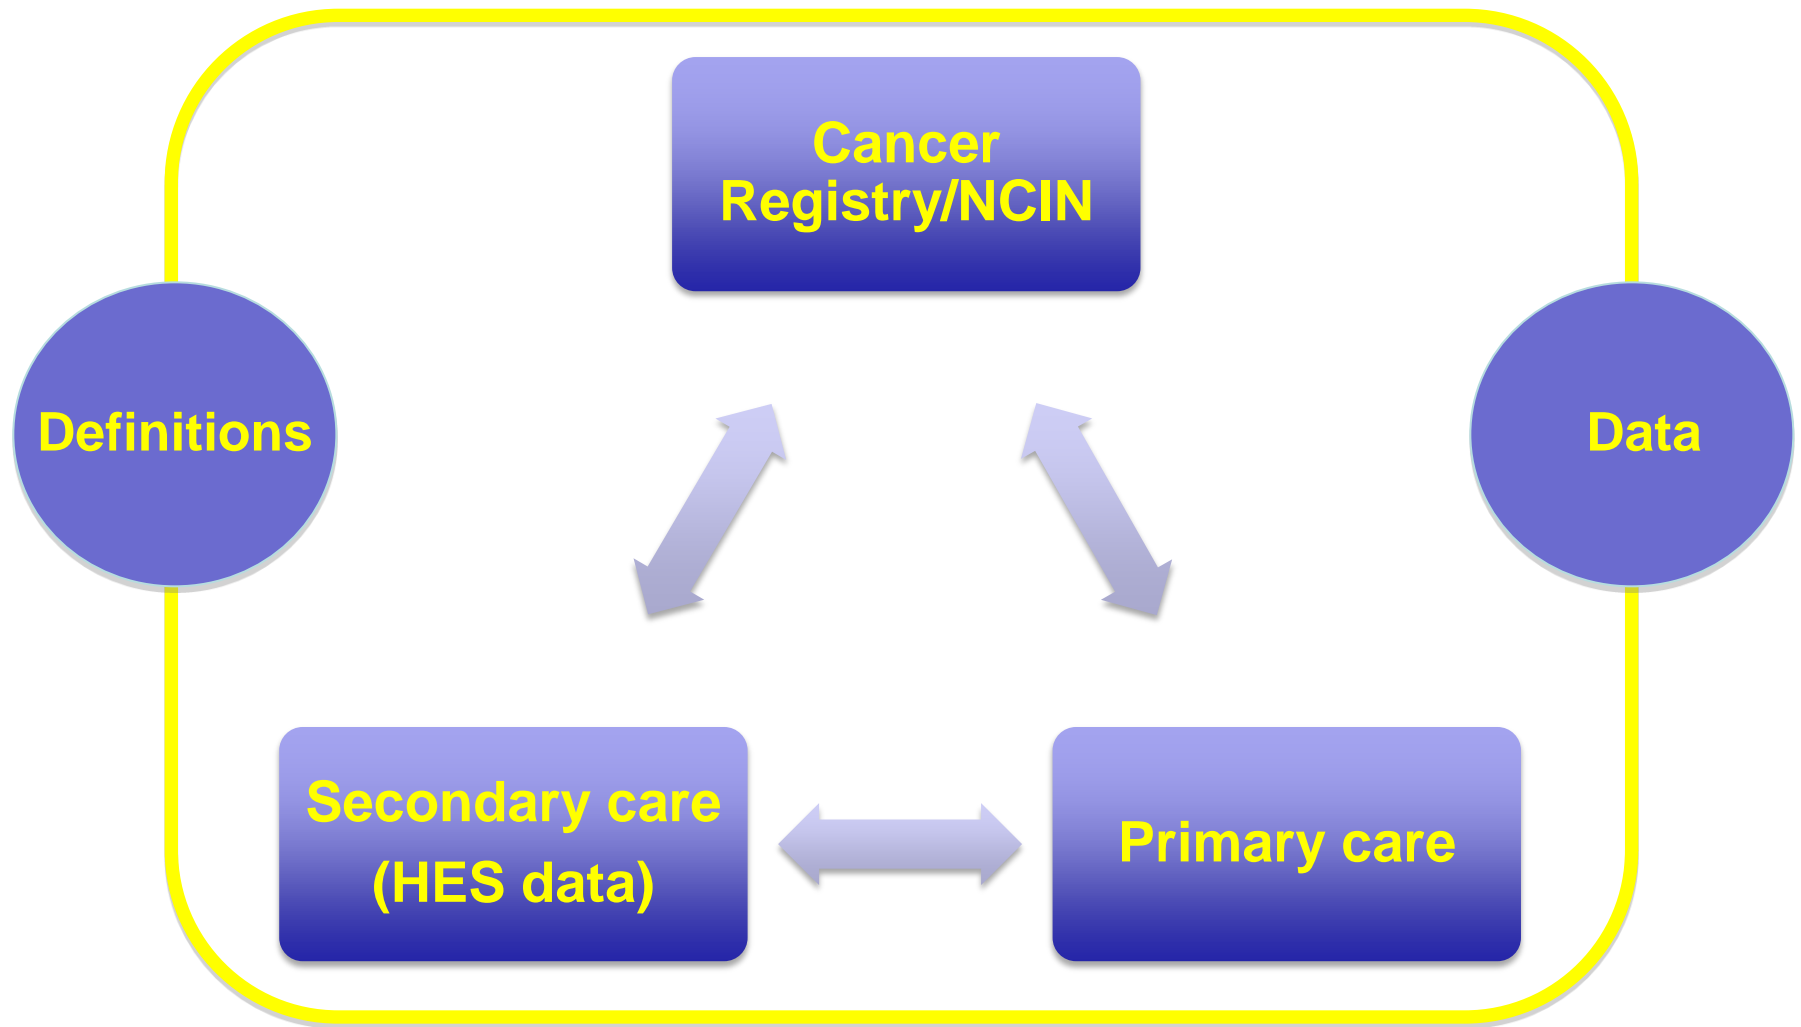 Cancer
Registry/NCIN
Definitions
Data
Secondary care
(HES data)
Primary care